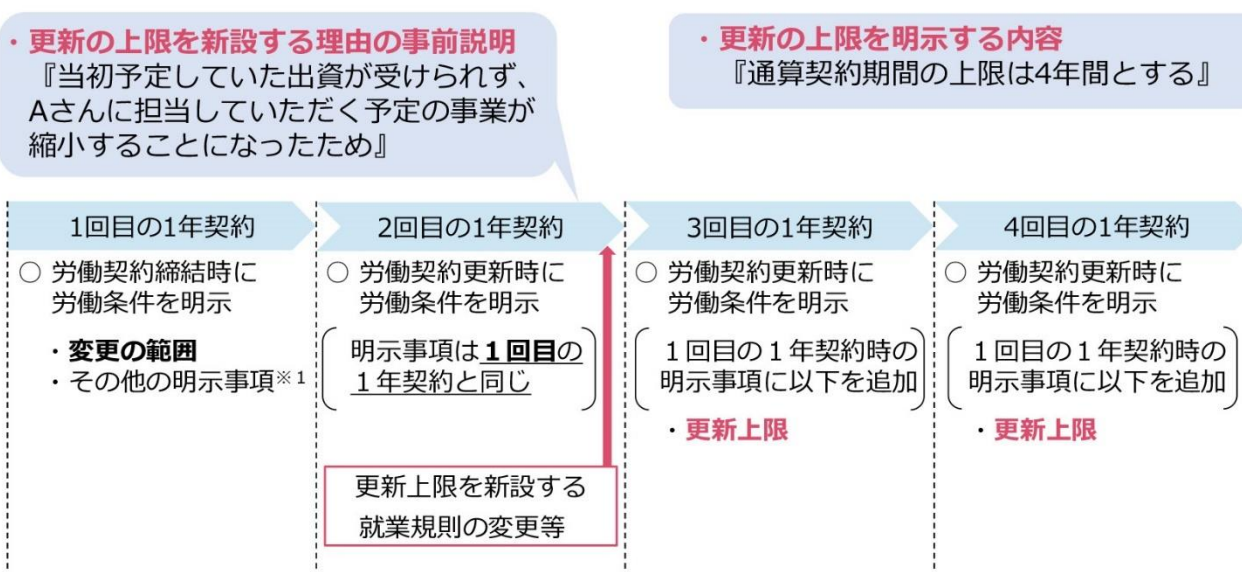 ・更新の上限を新設する理由の事前説明
『当初予定していた出資が受けられず、
Aさんに担当していただく予定の事業が
縮小することになったため』
・更新の上限を明示する内容
『通算契約期間の上限は4年間とする』
1回目の1年契約
○ 労働契約締結時に
労働条件を明示
・変更の範囲
・その他の明示事項※1
2回目の1年契約
○ 労働契約更新時に
労働条件を明示
明示事項は１回目の
１年契約と同じ
更新上限を新設する
就業規則の変更等
3回目の1年契約
○ 労働契約更新時に
労働条件を明示
１回目の１年契約時の
明示事項に以下を追加
・更新上限
4回目の1年契約
○ 労働契約更新時に
労働条件を明示
１回目の１年契約時の
明示事項に以下を追加
・更新上限